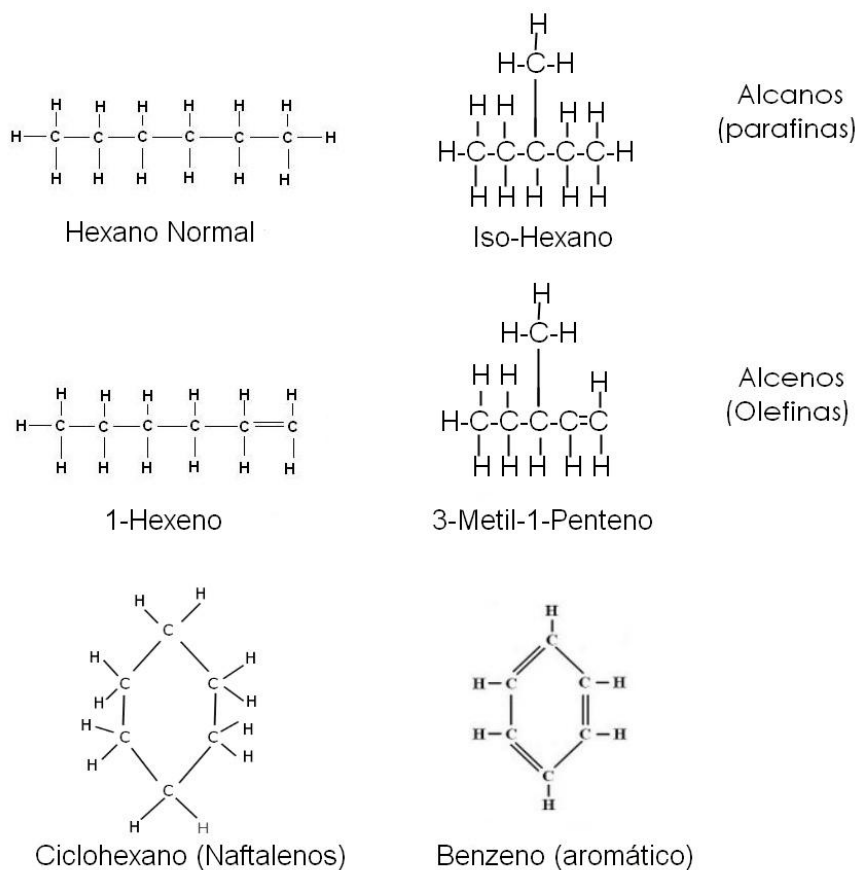 H H H H H H
H-C-C-C-C-C-C-H
H H H H H H
Hexano Normal
H
H-C-H
H H H H
H-C-C-C-C-C-H
H H H H H
Iso-Hexano
Alcanos
(parafinas)
H H H H H H
H-C-C-C-C-C=C
H H H H H H
1-Hexeno
H
H-C-H
H H H
H-C-C-C-C=C
H H H H H
3-Metil-1-Penteno
Alcenos
(Olefinas)
H H
C
H H
C C
H H
H H
C C
H H
C
H H
Ciclohexano (Naftalenos)
H
C
H-C C-H
H-C C-H
C
H
Benzeno (aromático)